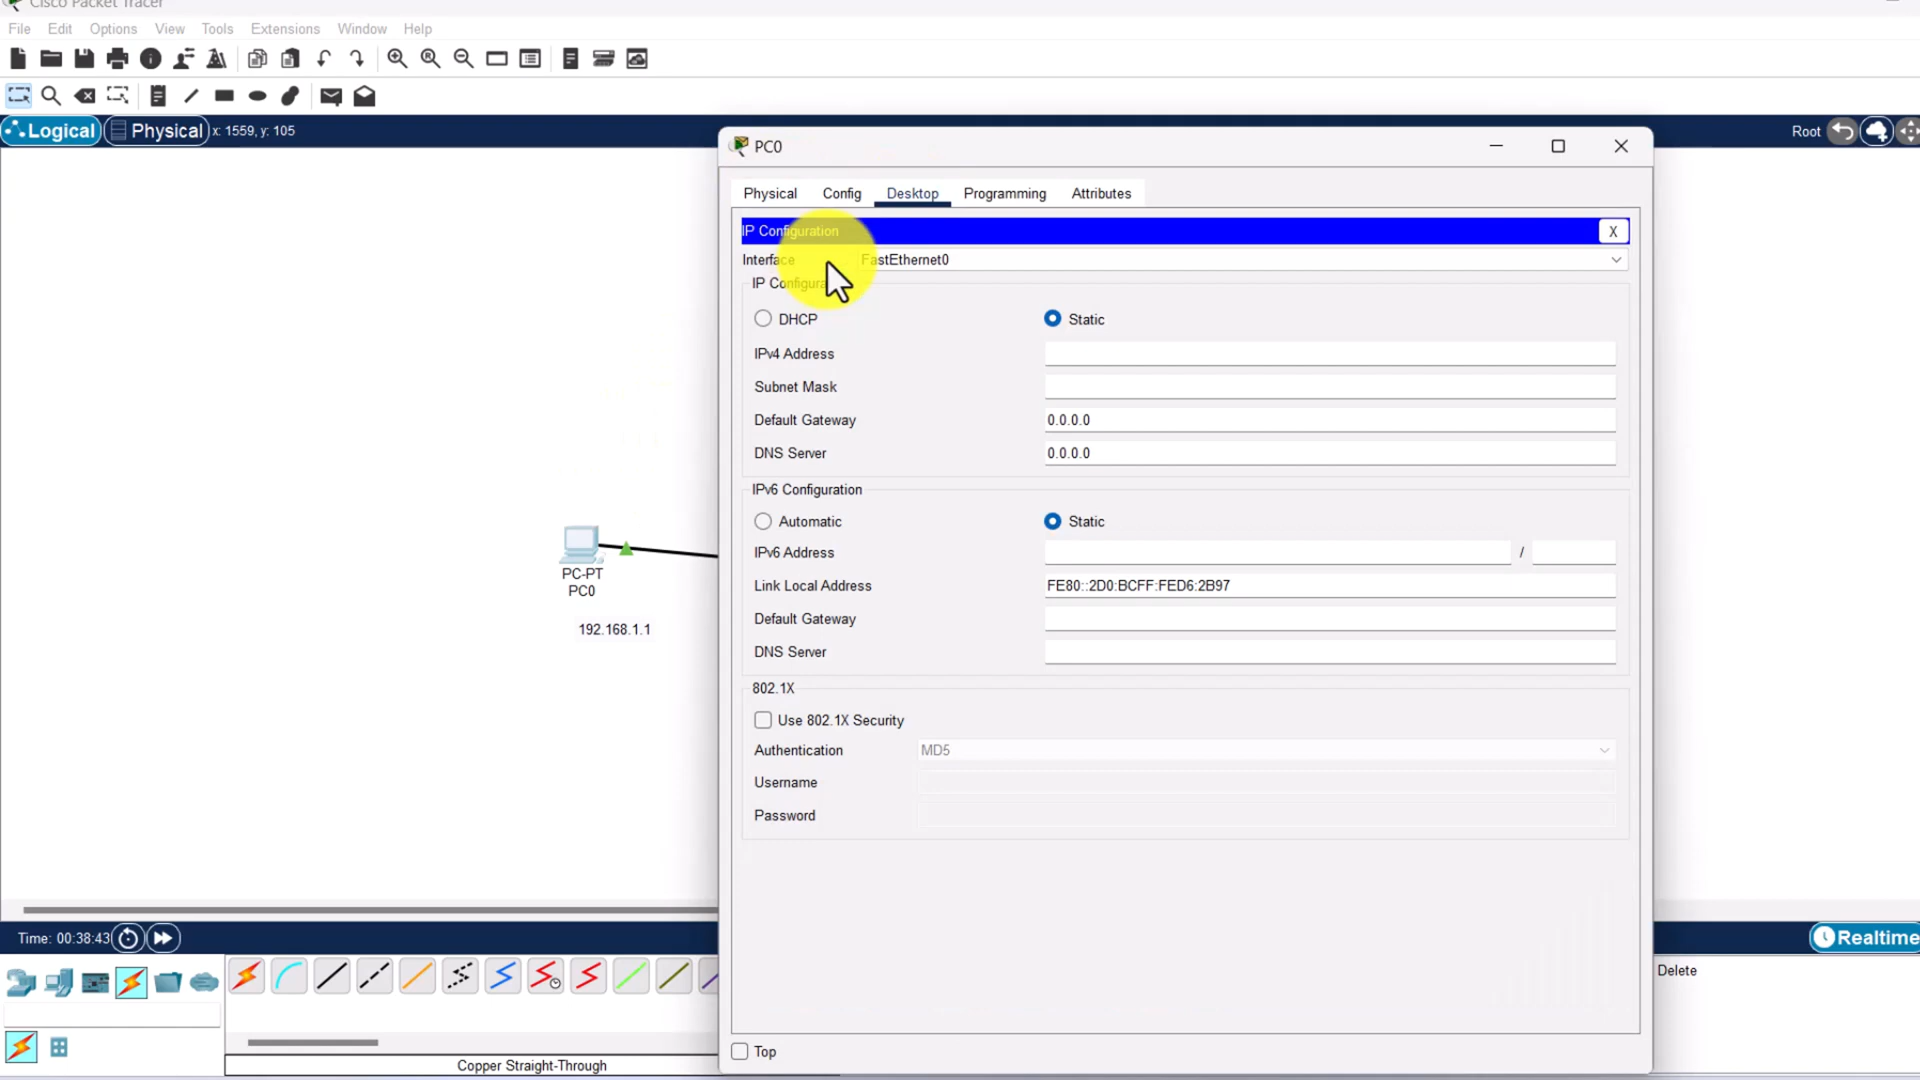 Cisco Packet Tracer
File Edit Options View Tools Extensions Window Help
Logical Physical x: 1559, y: 105 Root
PC0
Physical Config Desktop Programming Attributes
IP Configuration X
Interface FastEthernet0
IP Configura
DHCP Static
IPv4 Address
Subnet Mask
Default Gateway 0.0.0.0
DNS Server 0.0.0.0
IPv6 Configuration
Automatic Static
IPv6 Address /
Link Local Address FE80::2D0:BCFF:FED6:2B97
Default Gateway
DNS Server
802.1X
Use 802.1X Security
Authentication MD5
Username
Password
Top
PC-PT
PC0
192.168.1.1
Time: 00:38:43 Realtime
Delete
Copper Straight-Through